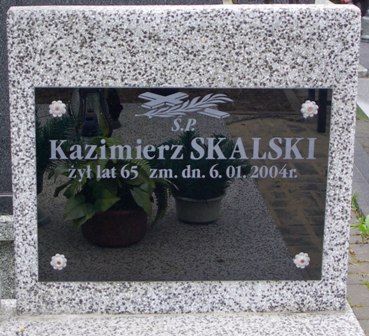 Ś.P.
Kazimierz SKALSKI
żył lat 65 zm. dn. 6. 01. 2004r.